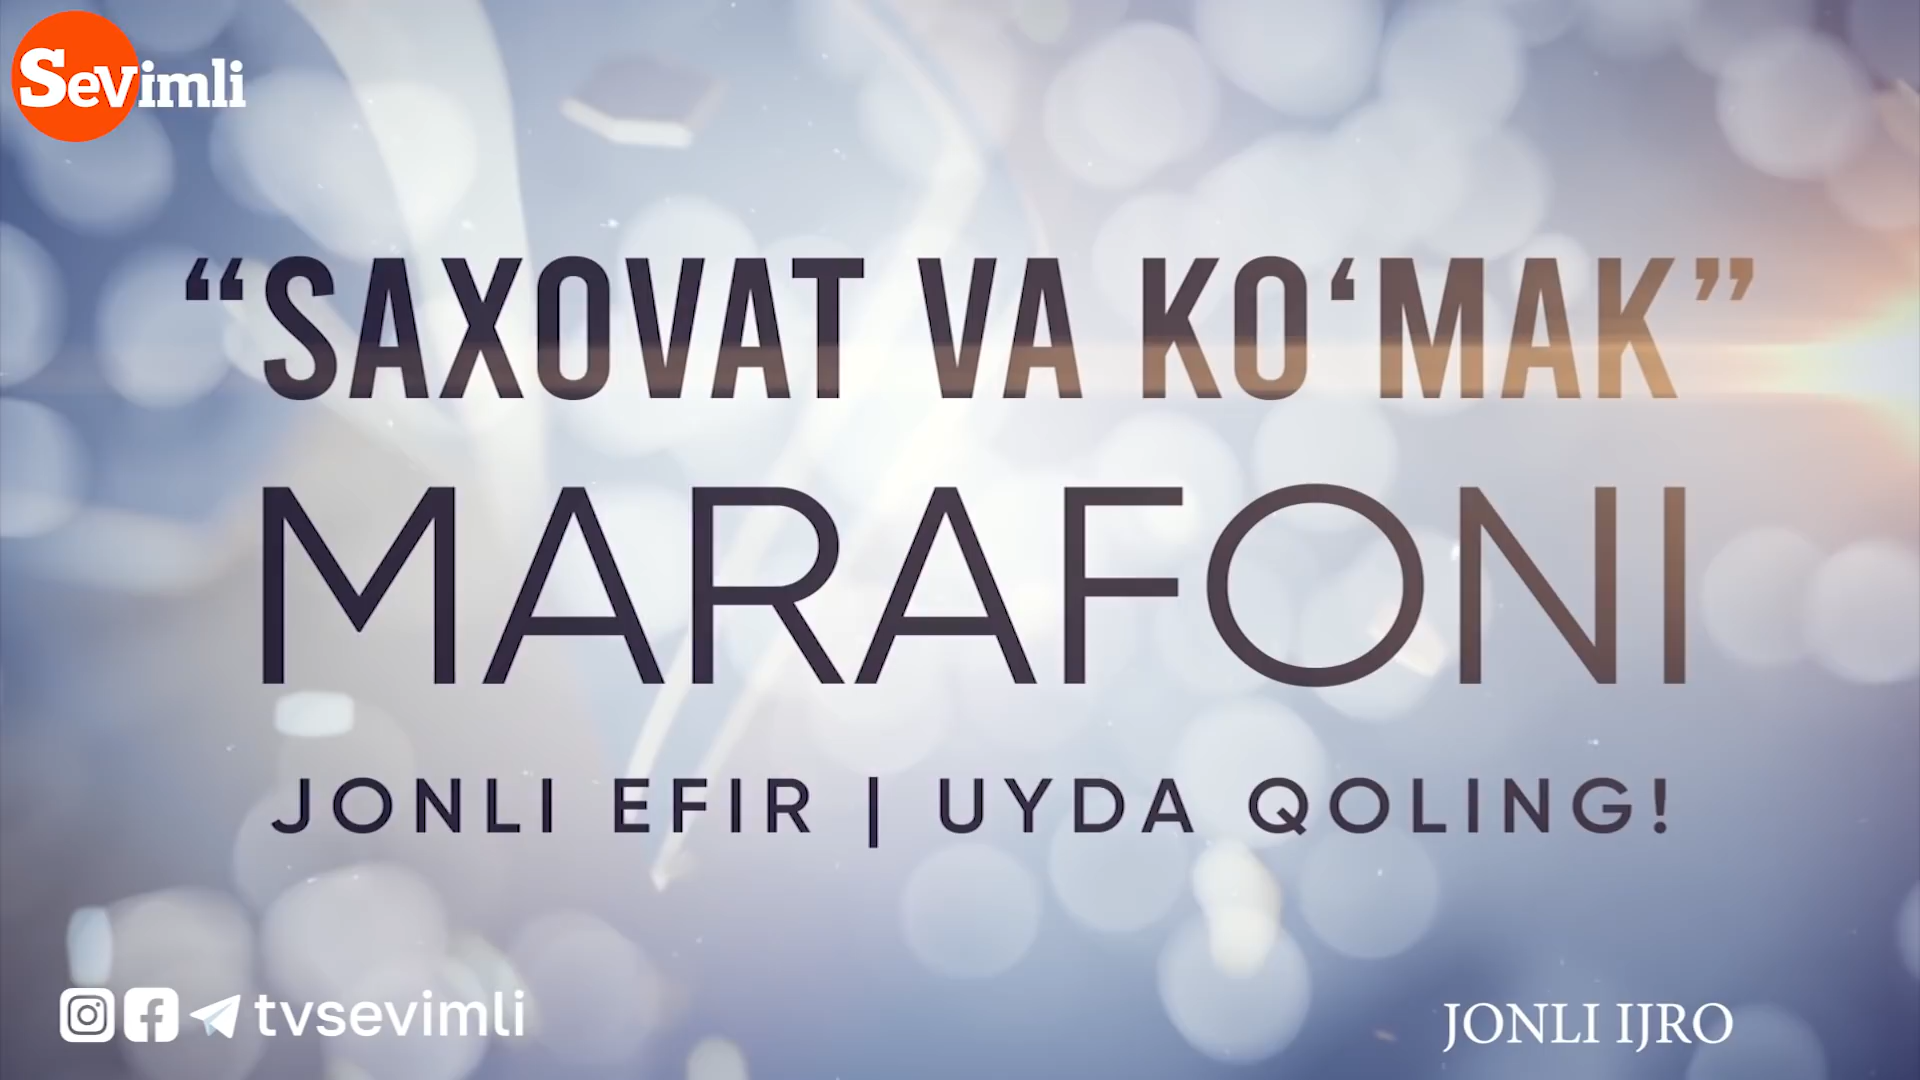 Sevimli
“SAXOVAT VA KO‘MAK”
MARAFONI
JONLI EFIR | UYDA QOLING!
tvsevimli
JONLI IJRO